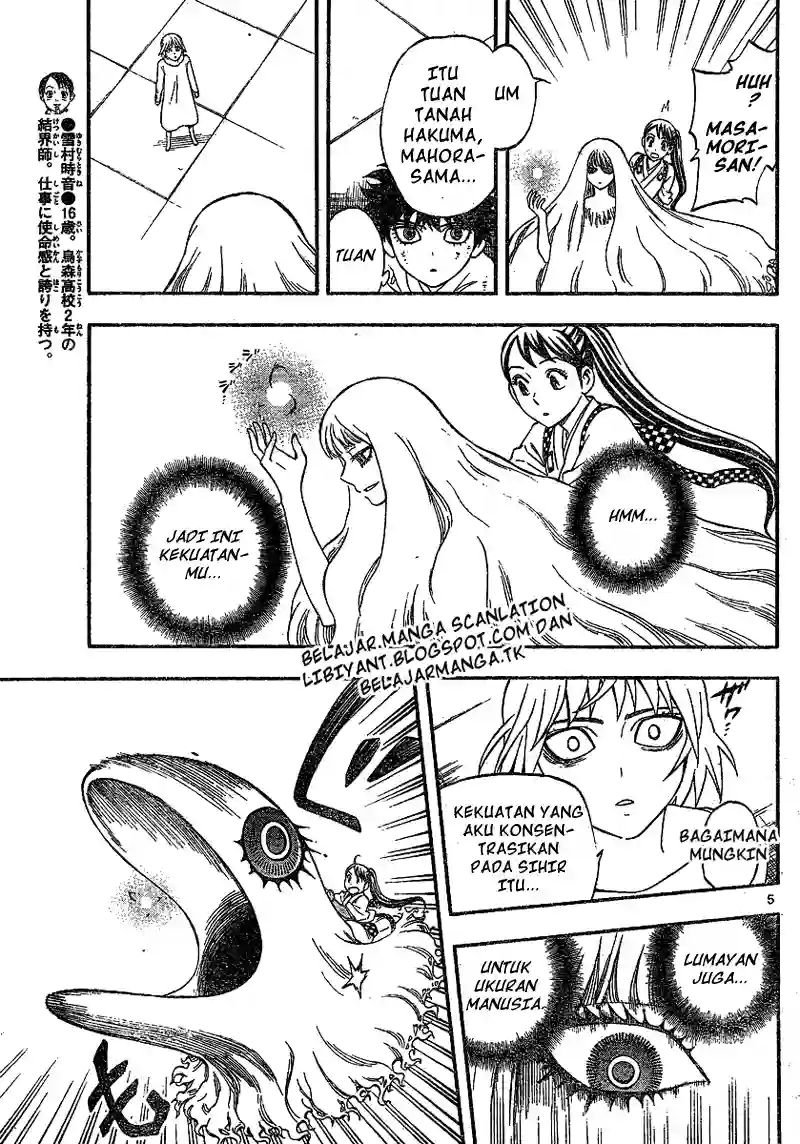 HUH
?
MASA-
MORI-
SAN!
UM
ITU
TUAN
TANAH
HAKUMA,
MAHORA-
SAMA...
TUAN
●雪村時音●16歳。烏森高校2年の
結界師。仕事に使命感と誇りを持つ。
HMM...
JADI INI
KEKUATAN-
MU...
BELAJAR MANGA SCANLATION
LIBIYANT.BLOGSPOT.COM DAN
BELAJARMANGA.TK
BAGAIMANA
MUNGKIN
KEKUATAN YANG
AKU KONSEN-
TRASIKAN
PADA SIHIR
ITU...
5
LUMAYAN
JUGA...
UNTUK
UKURAN
MANUSIA.